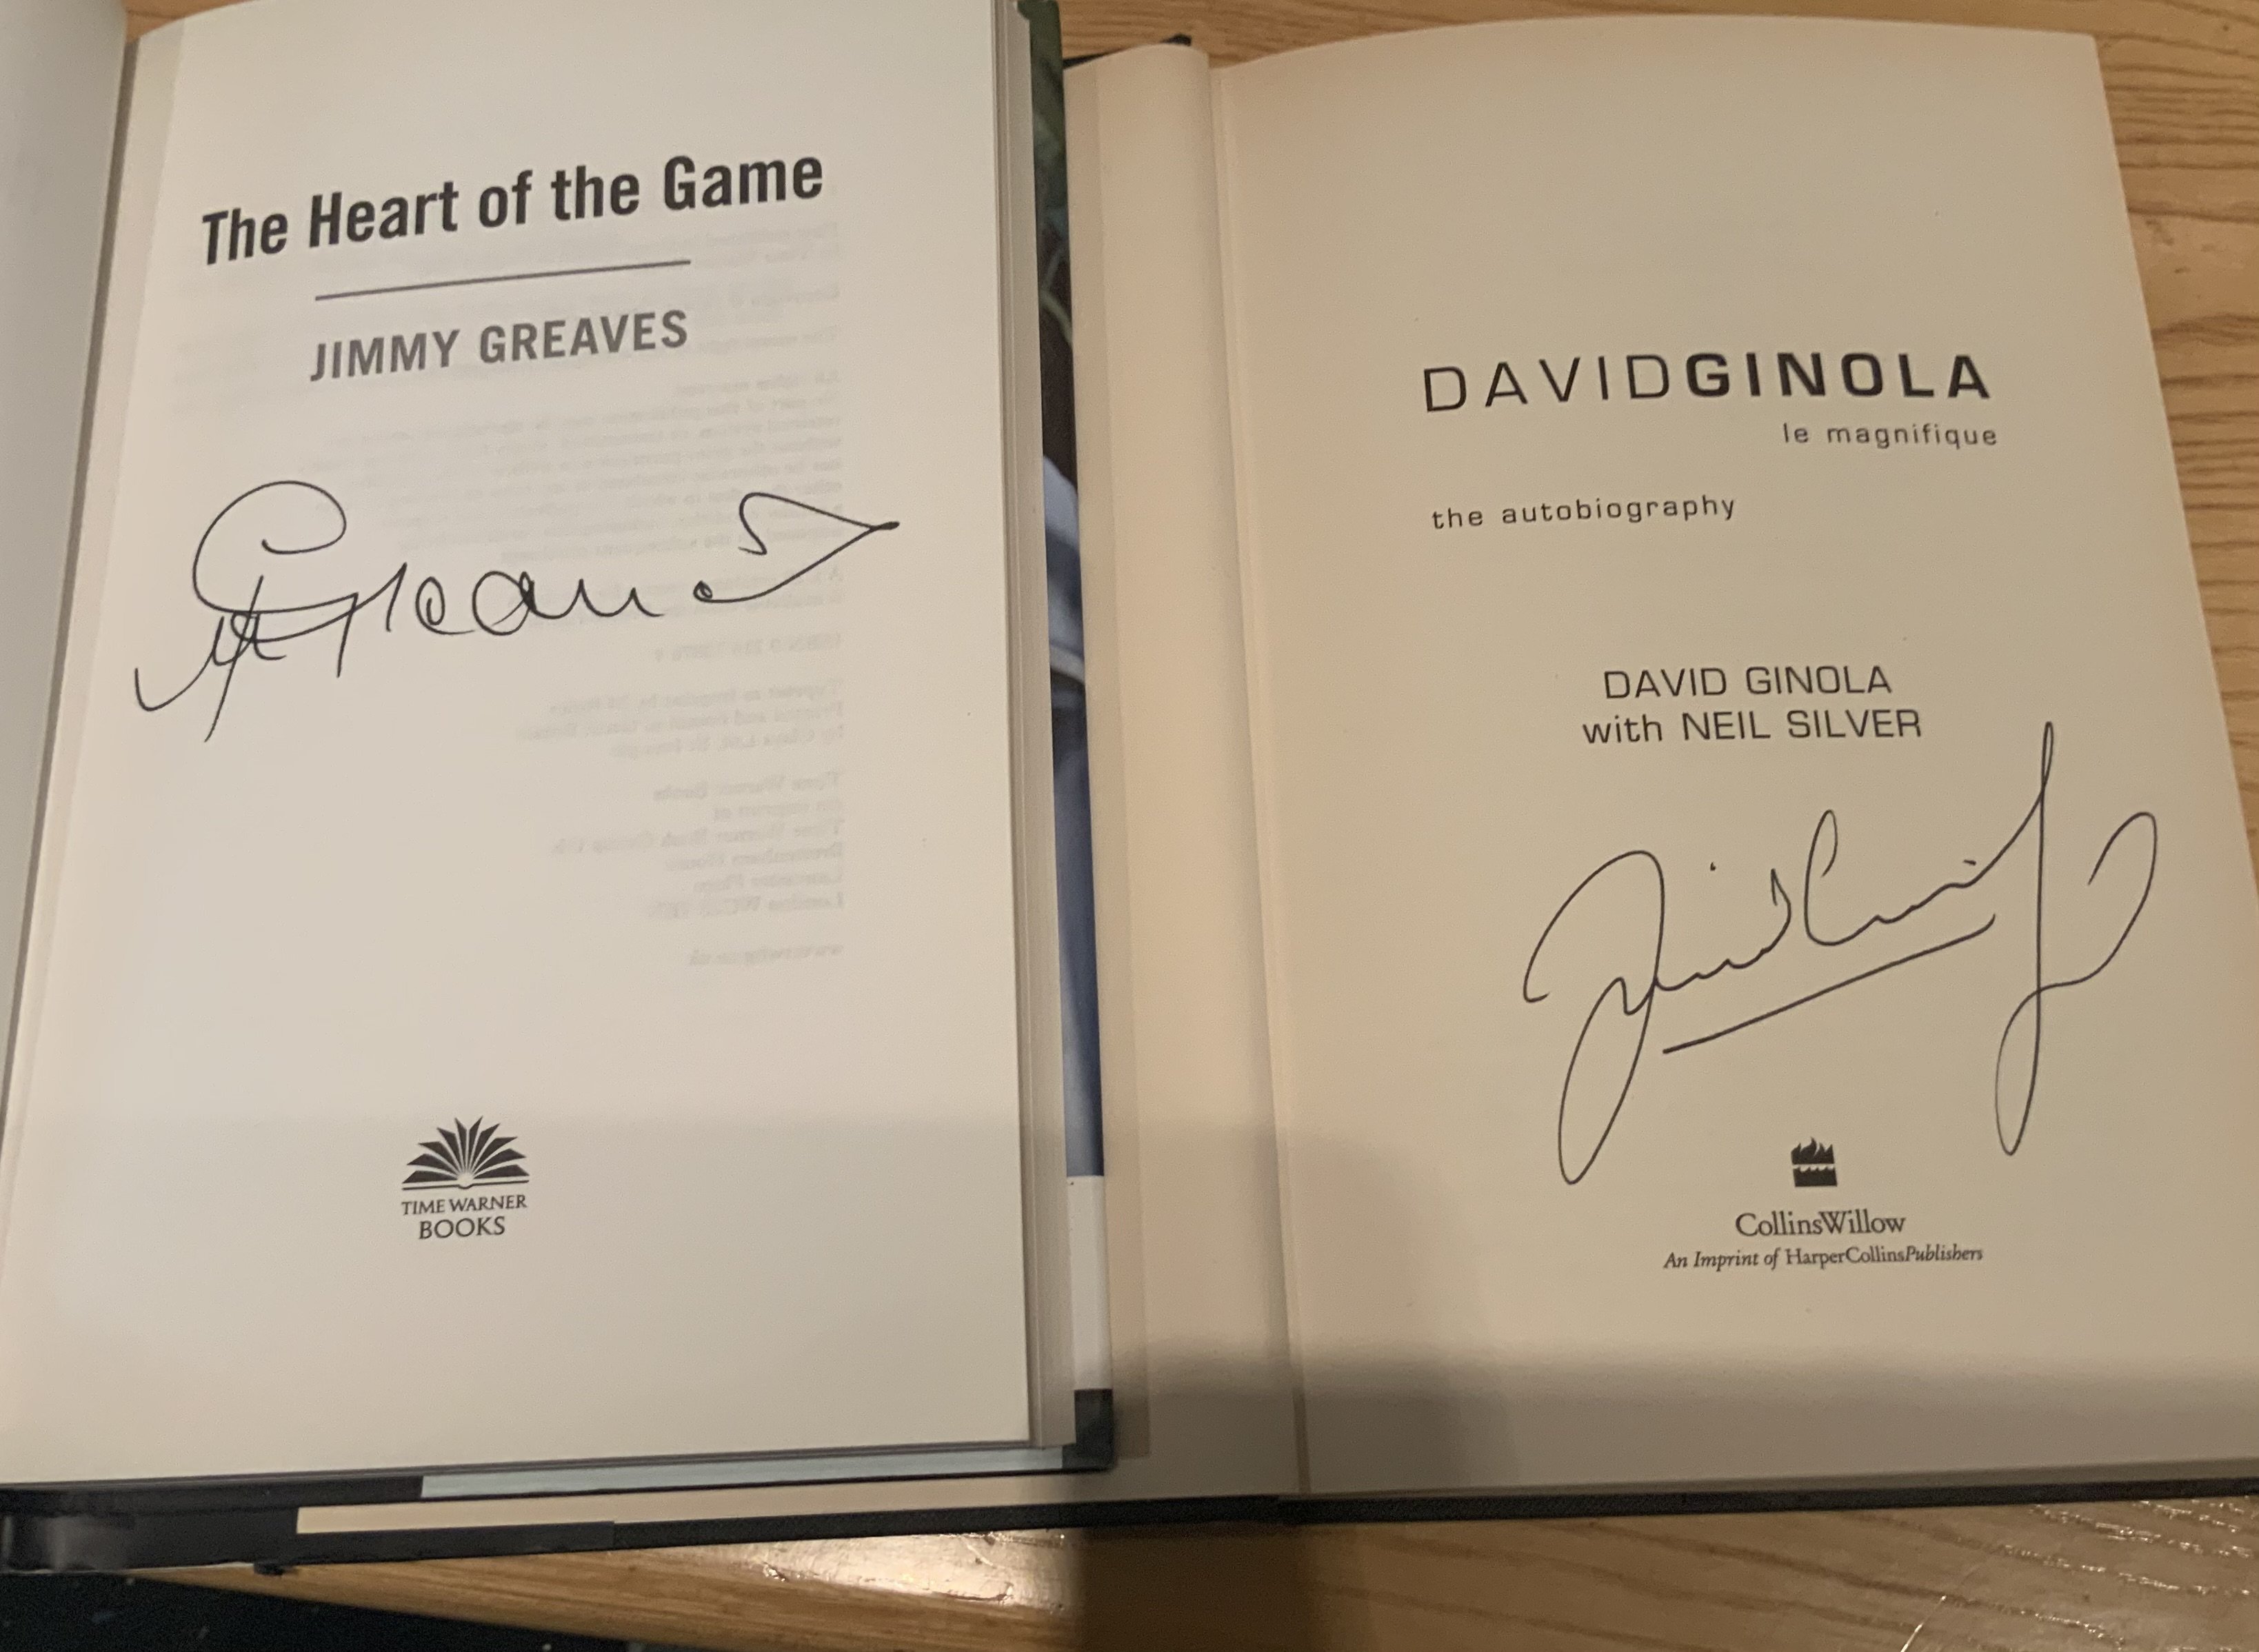 The Heart of the Game
JIMMY GREAVES
Greaves
TIME WARNER
BOOKS
DAVIDGINOLA
le magnifique
the autobiography
DAVID GINOLA
with NEIL SILVER
CollinsWillow
An Imprint of HarperCollinsPublishers